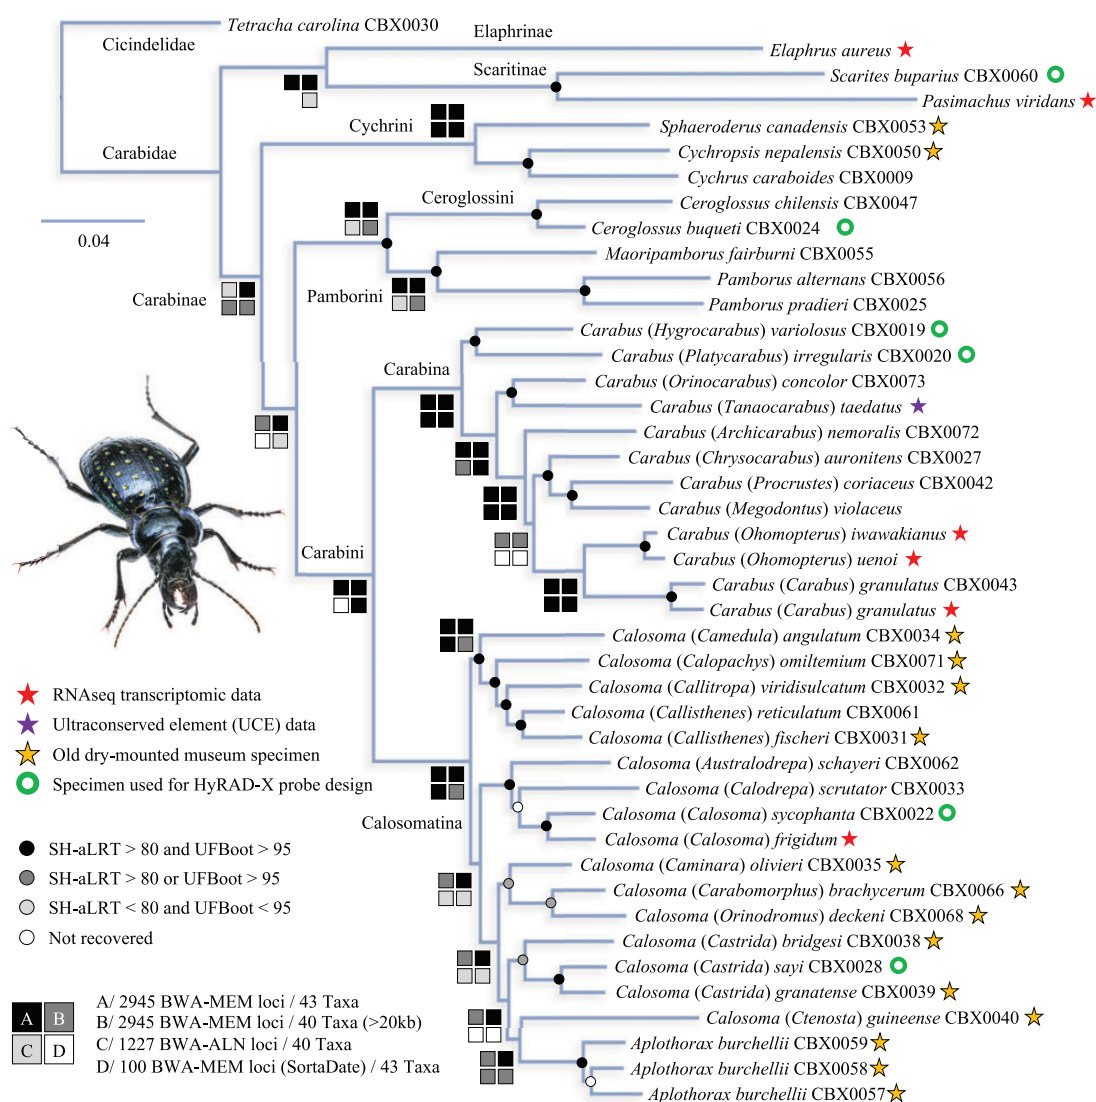 Tetracha carolina CBX0030
Cicindelidae
Elaphrinae
Elaphrus aureus
Scaritinae
Scarites buparius CBX0060
Pasimachus viridans
Cychrini
Sphaeroderus canadensis CBX0053
Carabidae
Cychropsis nepalensis CBX0050
Cychrus caraboides CBX0009
Ceroglossini
Ceroglossus chilensis CBX0047
0.04
Ceroglossus buqueti CBX0024
Maoripamborus fairburni CBX0055
Carabinae
Pamborini
Pamborus alternans CBX0056
Pamborus pradieri CBX0025
Carabus (Hygrocarabus) variolosus CBX0019
Carabus (Platycarabus) irregularis CBX0020
Carabina
Carabus (Orinocarabus) concolor CBX0073
Carabus (Tanaocarabus) taedatus
Carabus (Archicarabus) nemoralis CBX0072
Carabus (Chrysocarabus) auronitens CBX0027
Carabus (Procrustes) coriaceus CBX0042
Carabus (Megodontus) violaceus
Carabus (Ohomopterus) iwawakianus
Carabini
Carabus (Ohomopterus) uenoi
Carabus (Carabus) granulatus CBX0043
Carabus (Carabus) granulatus
Calosoma (Camedula) angulatum CBX0034
Calosoma (Calopachys) omiltemium CBX0071
Calosoma (Callitropa) viridisulcatum CBX0032
Calosoma (Callisthenes) reticulatum CBX0061
Calosoma (Callisthenes) fischeri CBX0031
Calosoma (Australodrepa) schayeri CBX0062
Calosoma (Calodrepa) scrutator CBX0033
Calosomatina
Calosoma (Calosoma) sycophanta CBX0022
Calosoma (Calosoma) frigidum
Calosoma (Caminara) olivieri CBX0035
Calosoma (Carabomorphus) brachycerum CBX0066
Calosoma (Orinodromus) deckeni CBX0068
Calosoma (Castrida) bridgesi CBX0038
Calosoma (Castrida) sayi CBX0028
Calosoma (Castrida) granatense CBX0039
Calosoma (Ctenosta) guineense CBX0040
Aplothorax burchellii CBX0059
Aplothorax burchellii CBX0058
Aplothorax burchellii CBX0057
RNAseq transcriptomic data
Ultraconserved element (UCE) data
Old dry-mounted museum specimen
Specimen used for HyRAD-X probe design
SH-aLRT > 80 and UFBoot > 95
SH-aLRT > 80 or UFBoot > 95
SH-aLRT < 80 and UFBoot < 95
Not recovered
A B
C D
A/ 2945 BWA-MEM loci / 43 Taxa
B/ 2945 BWA-MEM loci / 40 Taxa (>20kb)
C/ 1227 BWA-ALN loci / 40 Taxa
D/ 100 BWA-MEM loci (SortaDate) / 43 Taxa